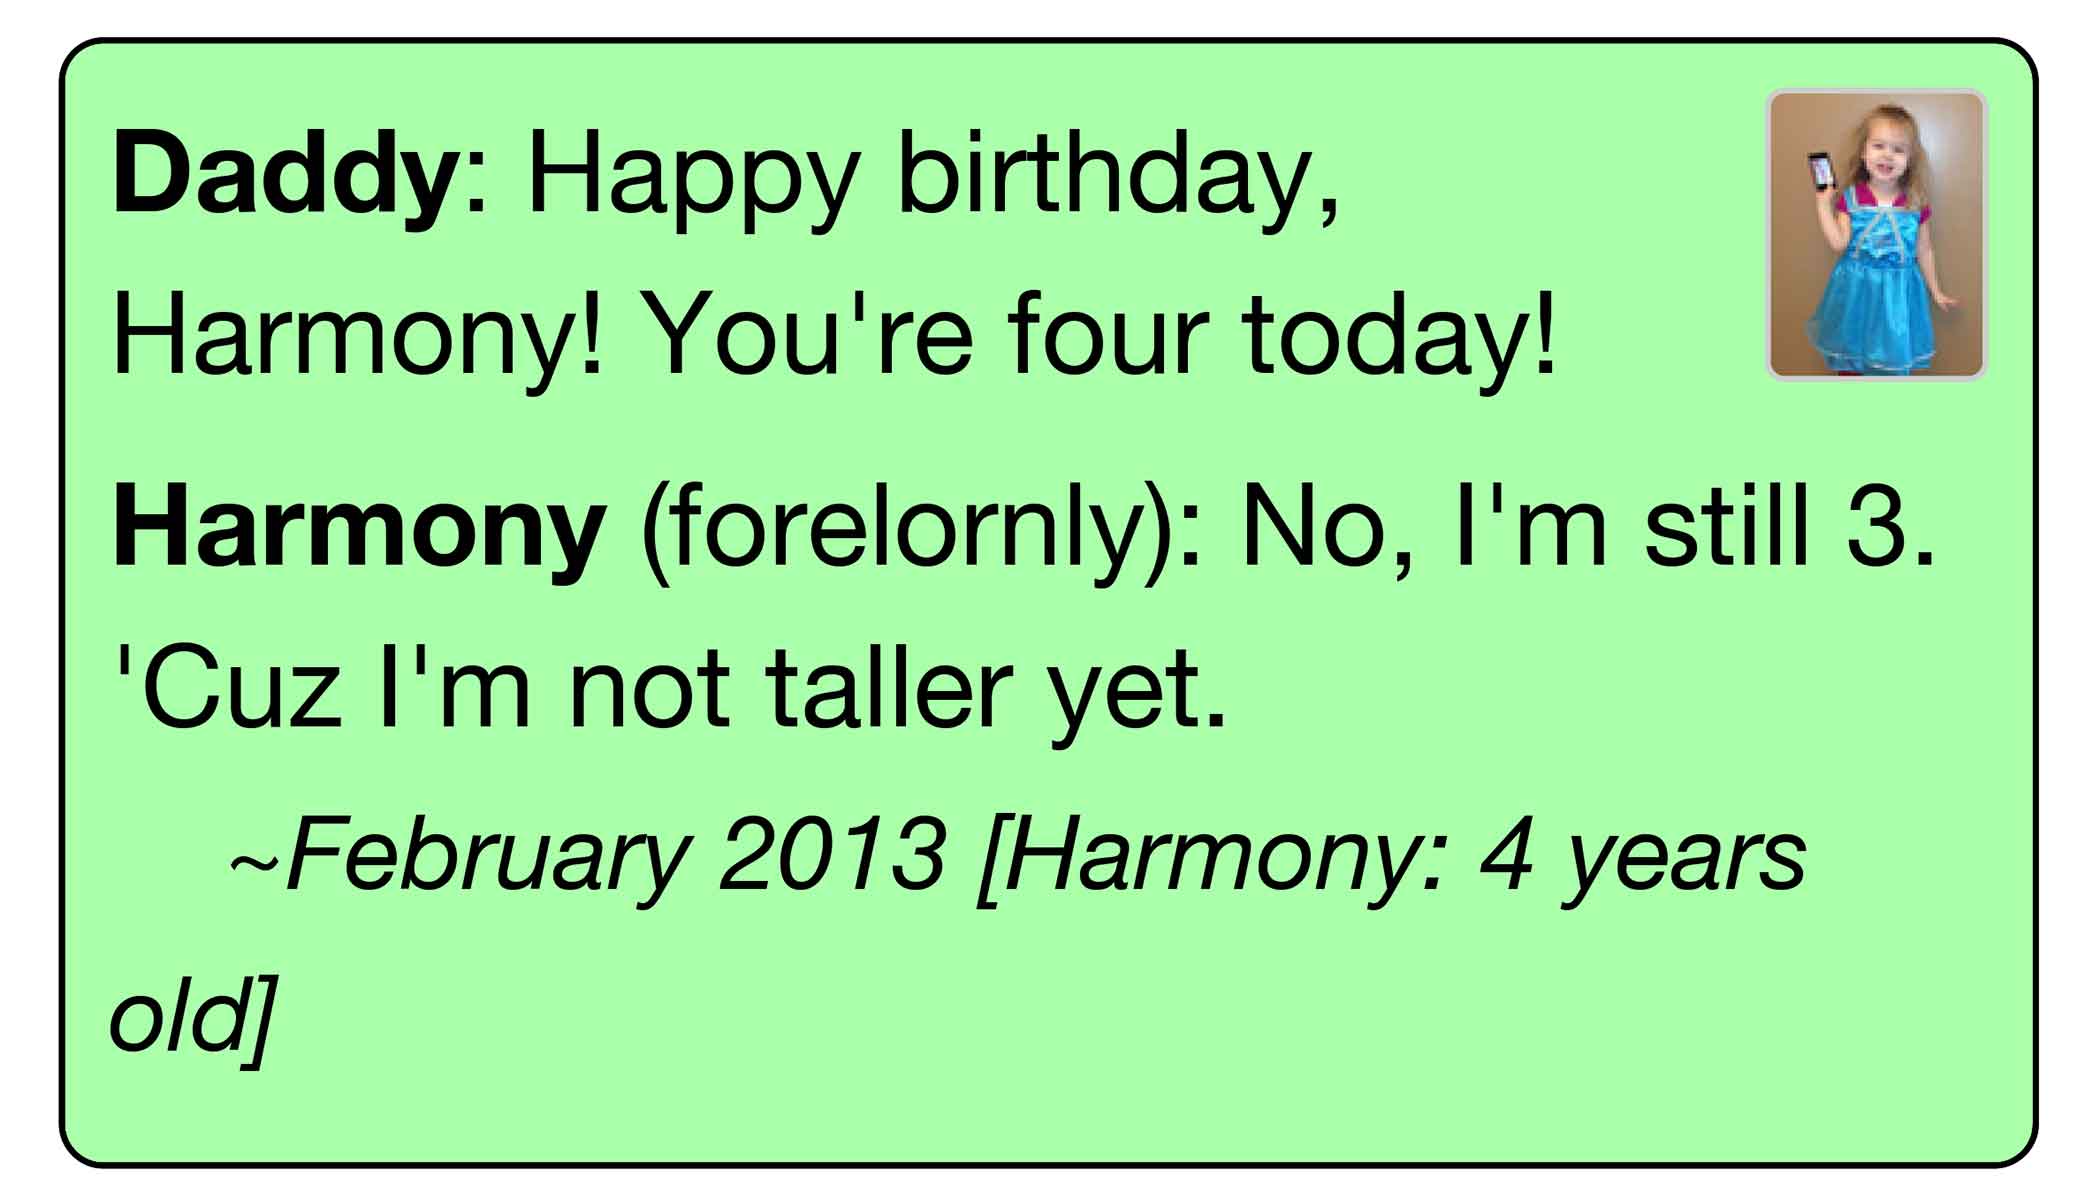 Daddy: Happy birthday,
Harmony! You're four today!
Harmony (forelornly): No, I'm still 3.
'Cuz I'm not taller yet.
~February 2013 [Harmony: 4 years
old]